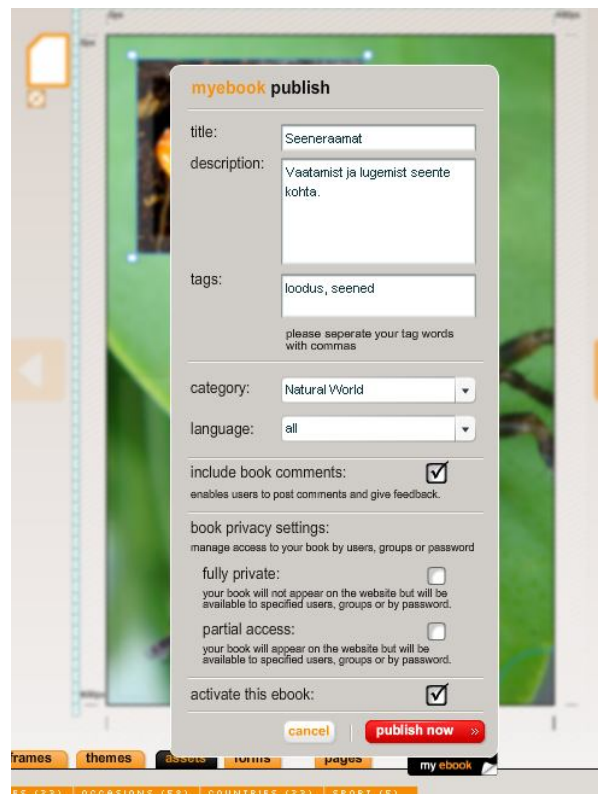 myebook publish
title:
Seeneraamat
description:
Vaatamist ja lugemist seente
kohta.
tags:
loodus, seened
please seperate your tag words
with commas
category:
Natural World
language:
all
include book comments:
enables users to post comments and give feedback.
book privacy settings:
manage access to your book by users, groups or password
fully private:
your book will not appear on the website but will be
available to specified users, groups or by password.
partial access:
your book will appear on the website but will be
available to specified users, groups or by password.
activate this ebook:
cancel
publish now »
themes
assets
forms
pages
my ebook
OCCASIONS (58)
COUNTRIES (33)
SPORT (5)